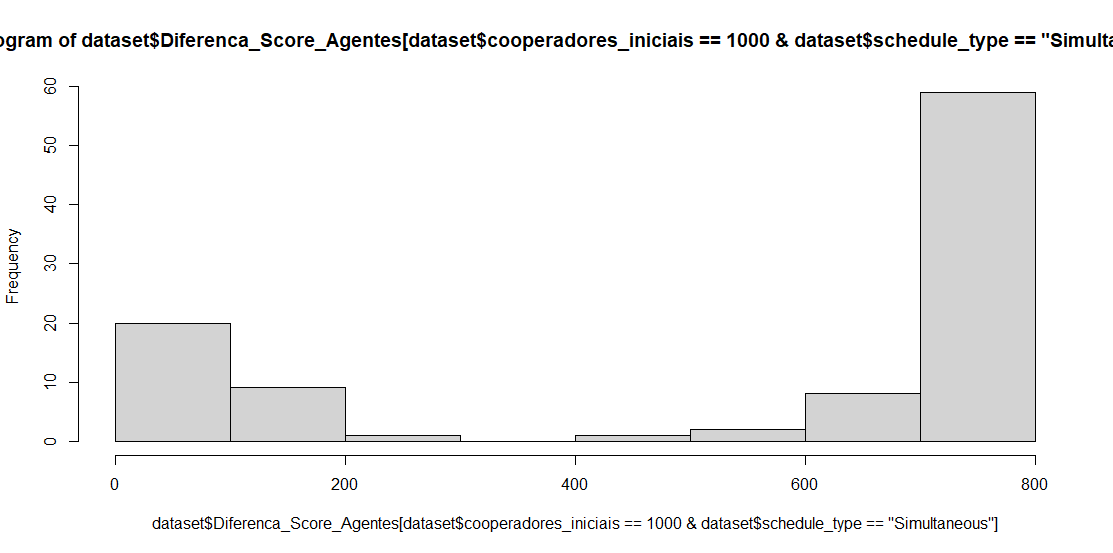 ogram of dataset$Diferenca_Score_Agentes[dataset$cooperadores_iniciais == 1000 & dataset$schedule_type == "Simulta
60
50
40
30
20
10
0
Frequency
0 200 400 600 800
dataset$Diferenca_Score_Agentes[dataset$cooperadores_iniciais == 1000 & dataset$schedule_type == "Simultaneous"]